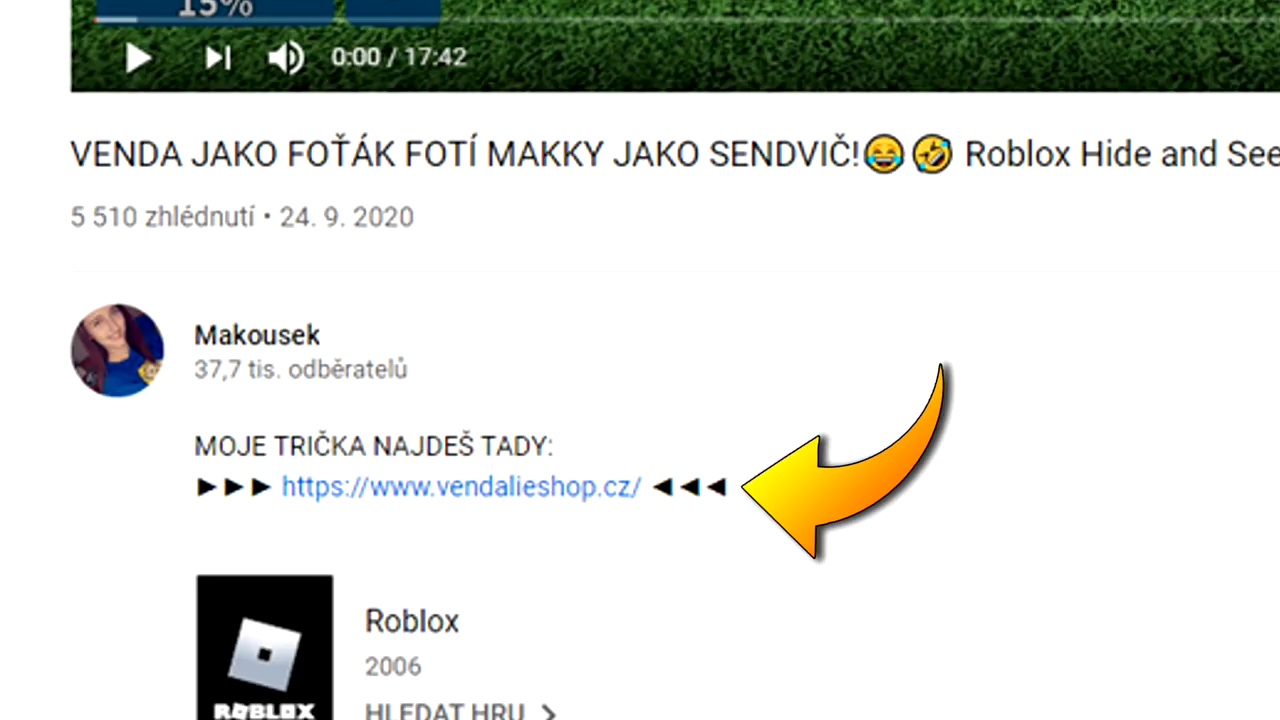 15%
0:00 / 17:42
VENDA JAKO FOŤÁK FOTÍ MAKKY JAKO SENDVIČ!😂🤣 Roblox Hide and See
5 510 zhlédnutí • 24. 9. 2020
Makousek
37,7 tis. odběratelů
MOJE TRIČKA NAJDEŠ TADY:
►►► https://www.vendalieshop.cz/ ◄◄◄
Roblox
2006
ROBLOX
HLEDAT HRU